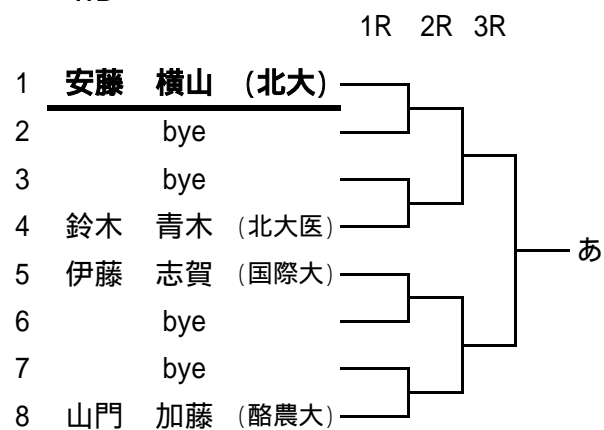 1R 2R 3R
1 安藤 横山 (北大)
2 bye
3 bye
4 鈴木 青木 (北大医)
5 伊藤 志賀 (国際大)
あ
6 bye
7 bye
8 山門 加藤 (酪農大)